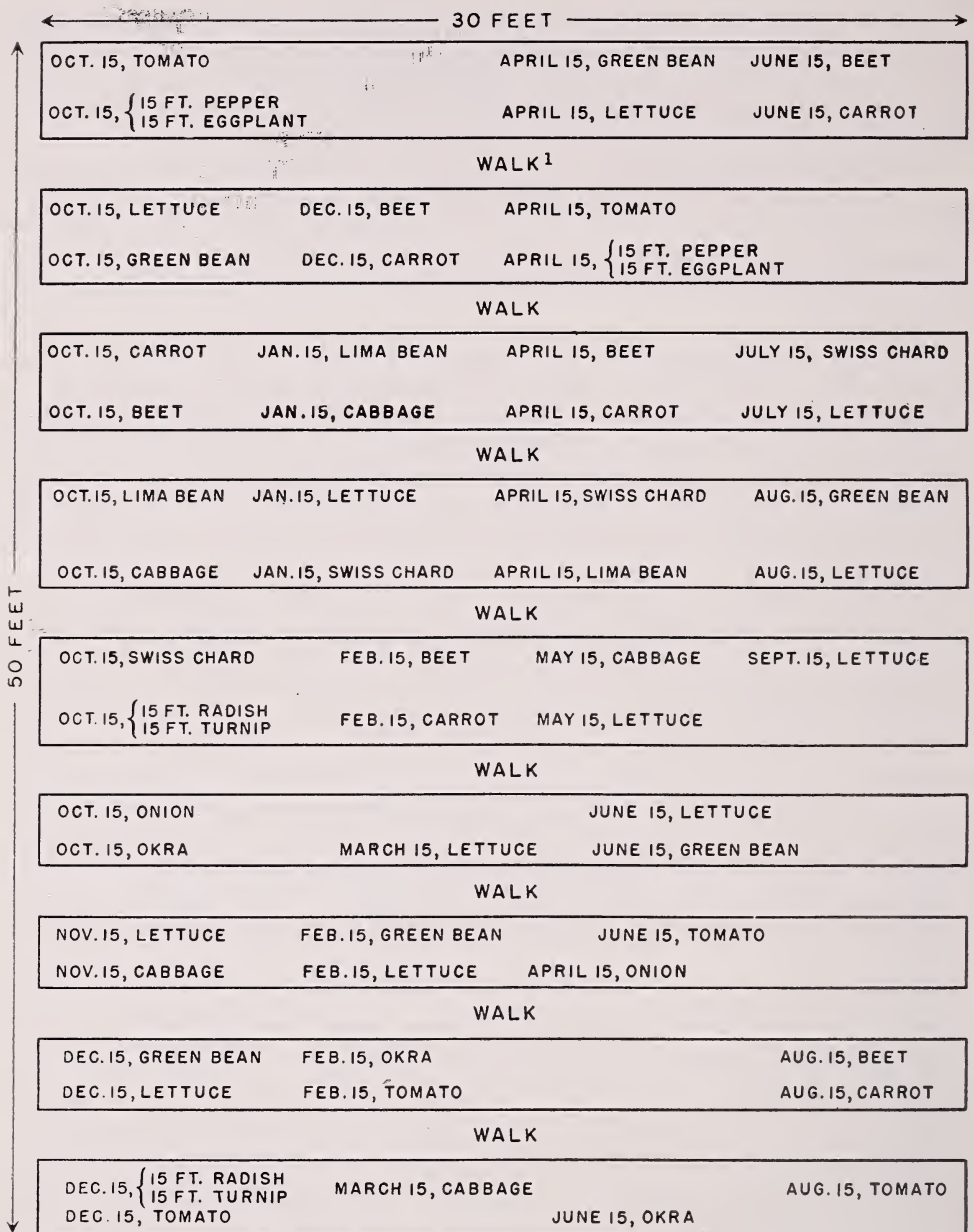 30 FEET
OCT. 15, TOMATO APRIL 15, GREEN BEAN JUNE 15, BEET
OCT. 15, { 15 FT. PEPPER
15 FT. EGGPLANT APRIL 15, LETTUCE JUNE 15, CARROT
WALK¹
OCT. 15, LETTUCE DEC. 15, BEET APRIL 15, TOMATO
OCT. 15, GREEN BEAN DEC. 15, CARROT APRIL 15, { 15 FT. PEPPER
15 FT. EGGPLANT
WALK
OCT. 15, CARROT JAN. 15, LIMA BEAN APRIL 15, BEET JULY 15, SWISS CHARD
OCT. 15, BEET JAN. 15, CABBAGE APRIL 15, CARROT JULY 15, LETTUCE
WALK
OCT. 15, LIMA BEAN JAN. 15, LETTUCE APRIL 15, SWISS CHARD AUG. 15, GREEN BEAN
OCT. 15, CABBAGE JAN. 15, SWISS CHARD APRIL 15, LIMA BEAN AUG. 15, LETTUCE
50 FEET
WALK
OCT. 15, SWISS CHARD FEB. 15, BEET MAY 15, CABBAGE SEPT. 15, LETTUCE
OCT. 15, { 15 FT. RADISH
15 FT. TURNIP FEB. 15, CARROT MAY 15, LETTUCE
WALK
OCT. 15, ONION JUNE 15, LETTUCE
OCT. 15, OKRA MARCH 15, LETTUCE JUNE 15, GREEN BEAN
WALK
NOV. 15, LETTUCE FEB. 15, GREEN BEAN JUNE 15, TOMATO
NOV. 15, CABBAGE FEB. 15, LETTUCE APRIL 15, ONION
WALK
DEC. 15, GREEN BEAN FEB. 15, OKRA AUG. 15, BEET
DEC. 15, LETTUCE FEB. 15, TOMATO AUG. 15, CARROT
WALK
DEC. 15, { 15 FT. RADISH
15 FT. TURNIP MARCH 15, CABBAGE AUG. 15, TOMATO
DEC. 15, TOMATO JUNE 15, OKRA